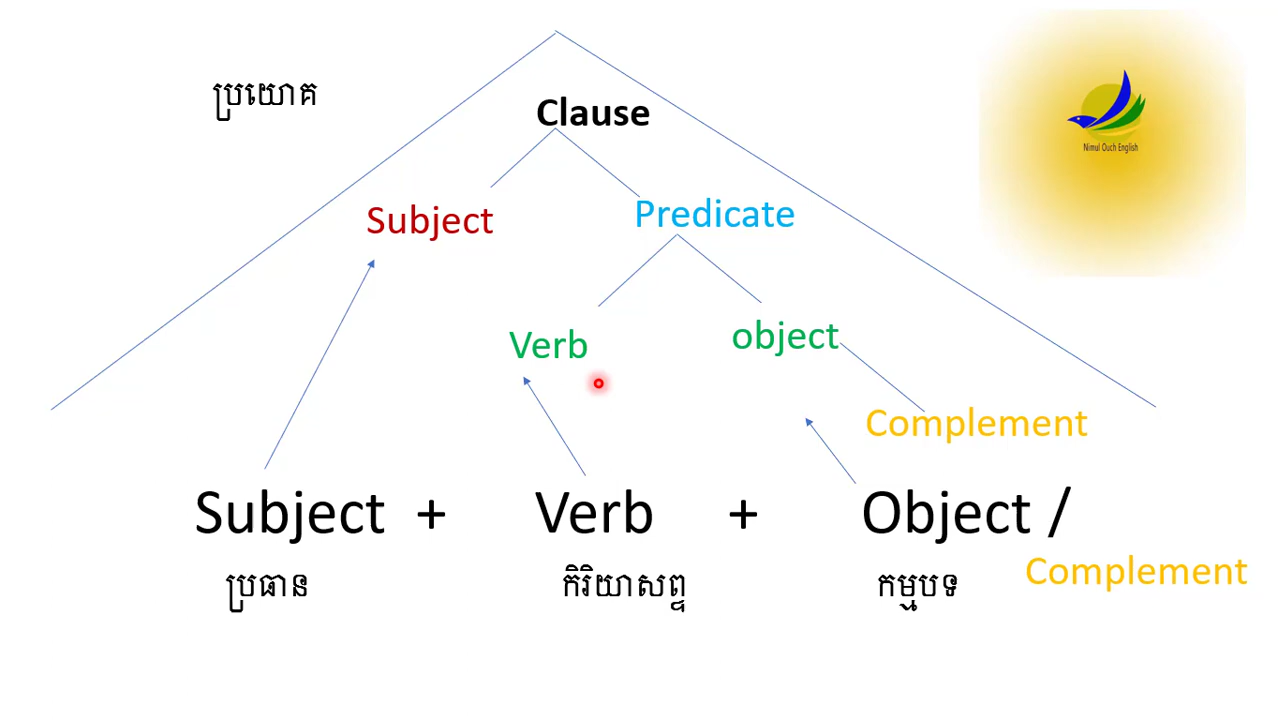 ប្រយោគ
Clause
Nimul Ouch English
Subject
Predicate
Verb
object
Complement
Subject + Verb + Object /
Complement
ប្រធាន កិរិយាសព្ទ កម្មបទ